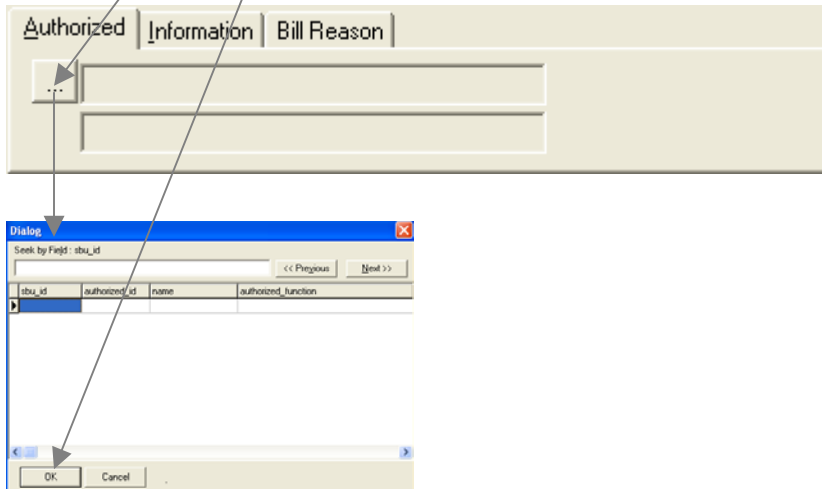 Authorized Information Bill Reason
...
Dialog
Seek by Field : sbu_id
<< Previous Next >>
sbu_id authorized_id name authorized_function
OK Cancel .